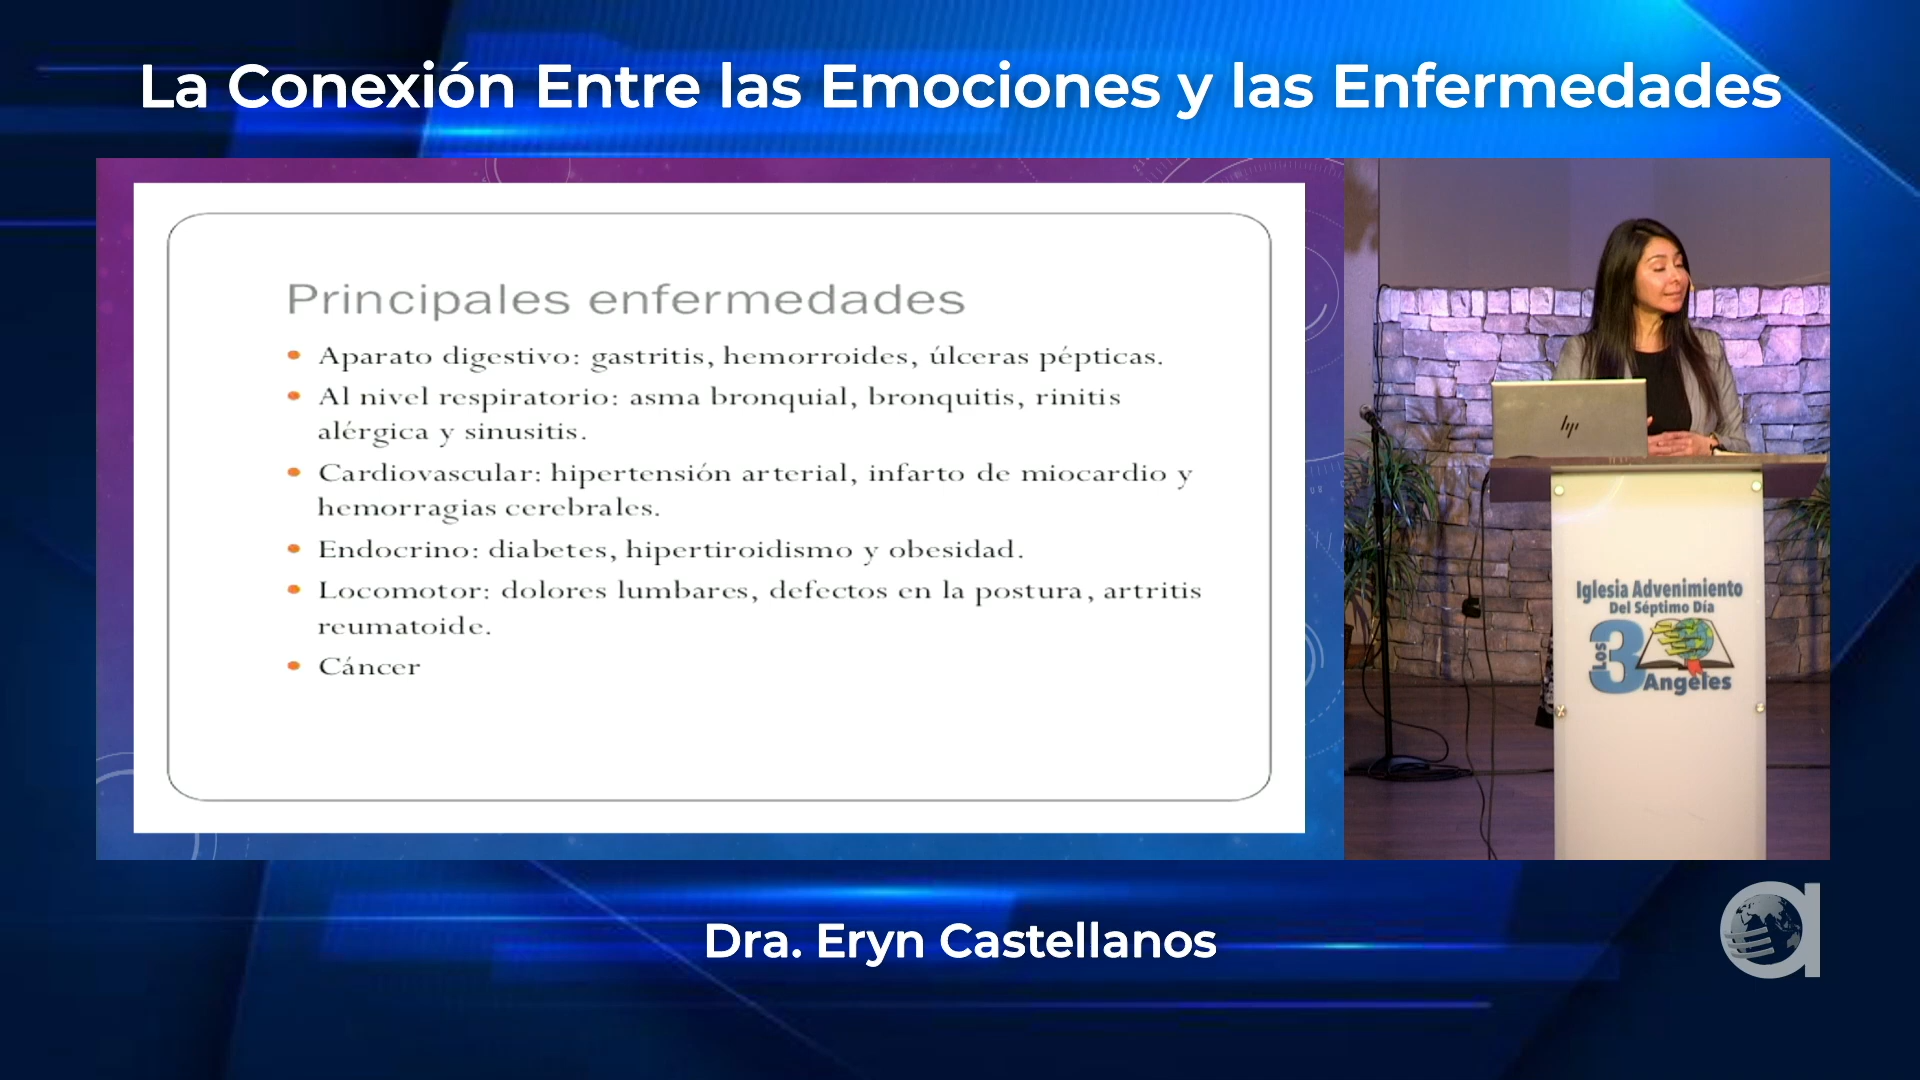 La Conexión Entre las Emociones y las Enfermedades
Principales enfermedades
• Aparato digestivo: gastritis, hemorroides, úlceras pépticas.
• Al nivel respiratorio: asma bronquial, bronquitis, rinitis
alérgica y sinusitis.
• Cardiovascular: hipertensión arterial, infarto de miocardio y
hemorragias cerebrales.
• Endocrino: diabetes, hipertiroidismo y obesidad.
• Locomotor: dolores lumbares, defectos en la postura, artritis
reumatoide.
• Cáncer
hp
Iglesia Advenimiento
Del Séptimo Día
Los 3
Angeles
Dra. Eryn Castellanos
a